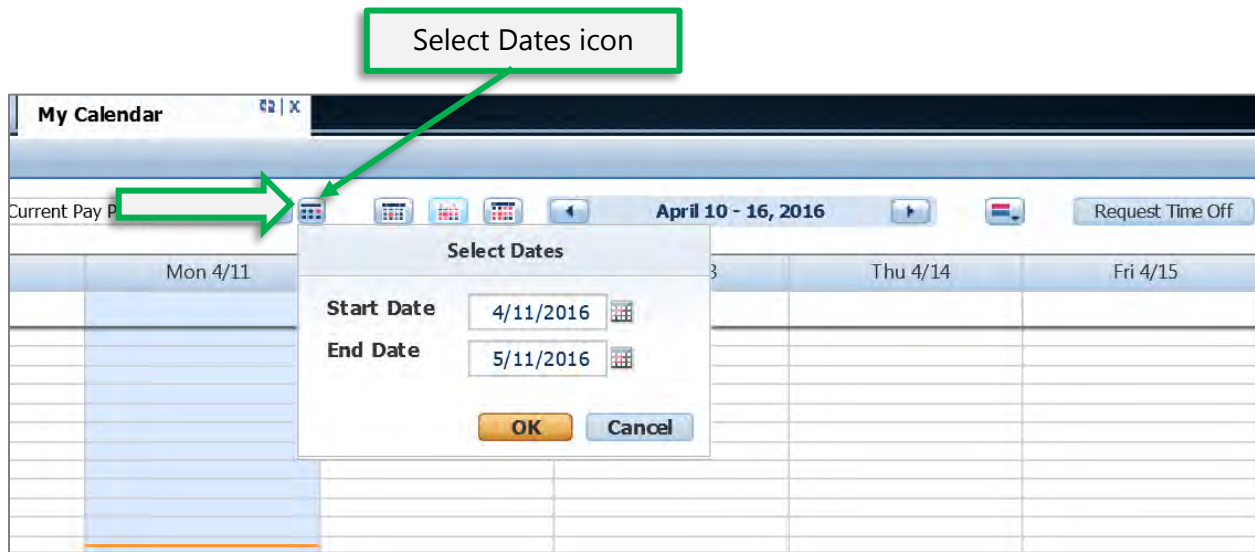 Select Dates icon
My Calendar
Current Pay P
April 10 - 16, 2016
Request Time Off
Select Dates
Mon 4/11
3
Thu 4/14
Fri 4/15
Start Date 4/11/2016
End Date 5/11/2016
OK Cancel